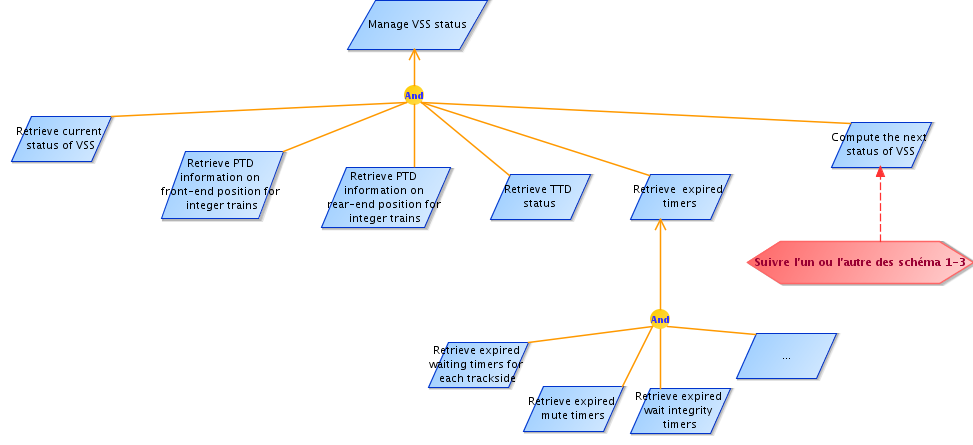 Manage VSS status
And
Retrieve current
status of VSS
Compute the next
status of VSS
Retrieve PTD
information on
front-end position for
integer trains
Retrieve PTD
information on
rear-end position for
integer trains
Retrieve TTD
status
Retrieve expired
timers
Suivre l'un ou l'autre des schéma 1-3
And
Retrieve expired
waiting timers for
each trackside
Retrieve expired
mute timers
Retrieve expired
wait integrity
timers
...